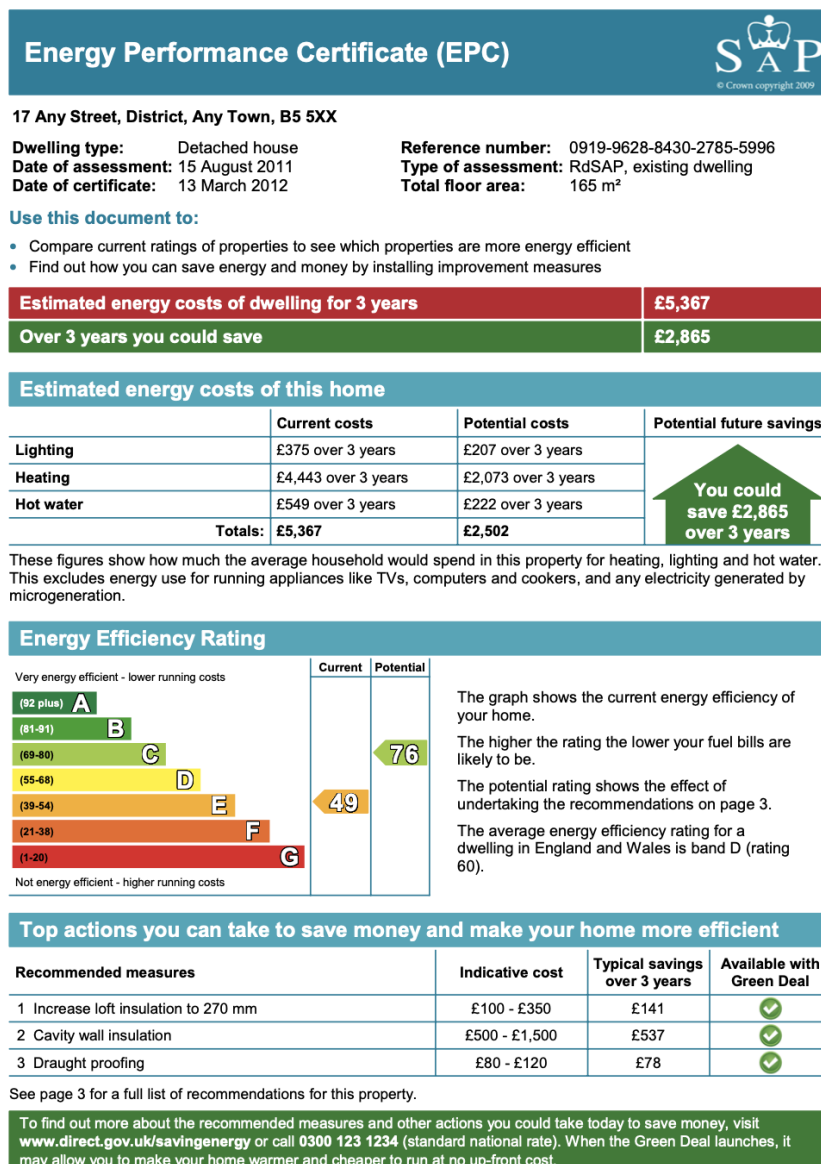 Energy Performance Certificate (EPC)
SAP
© Crown copyright 2009
17 Any Street, District, Any Town, B5 5XX
Dwelling type: Detached house
Date of assessment: 15 August 2011
Date of certificate: 13 March 2012
Reference number: 0919-9628-8430-2785-5996
Type of assessment: RdSAP, existing dwelling
Total floor area: 165 m²
Use this document to:
• Compare current ratings of properties to see which properties are more energy efficient
• Find out how you can save energy and money by installing improvement measures
Estimated energy costs of dwelling for 3 years £5,367
Over 3 years you could save £2,865
Estimated energy costs of this home
Current costs Potential costs Potential future savings
Lighting £375 over 3 years £207 over 3 years
Heating £4,443 over 3 years £2,073 over 3 years
Hot water £549 over 3 years £222 over 3 years
Totals: £5,367 £2,502
You could
save £2,865
over 3 years
These figures show how much the average household would spend in this property for heating, lighting and hot water.
This excludes energy use for running appliances like TVs, computers and cookers, and any electricity generated by
microgeneration.
Energy Efficiency Rating
Current Potential
Very energy efficient - lower running costs
(92 plus) A
(81-91) B
(69-80) C
(55-68) D
(39-54) E
(21-38) F
(1-20) G
Not energy efficient - higher running costs
49
76
The graph shows the current energy efficiency of
your home.
The higher the rating the lower your fuel bills are
likely to be.
The potential rating shows the effect of
undertaking the recommendations on page 3.
The average energy efficiency rating for a
dwelling in England and Wales is band D (rating
60).
Top actions you can take to save money and make your home more efficient
Recommended measures Indicative cost Typical savings over 3 years Available with Green Deal
1 Increase loft insulation to 270 mm £100 - £350 £141
2 Cavity wall insulation £500 - £1,500 £537
3 Draught proofing £80 - £120 £78
See page 3 for a full list of recommendations for this property.
To find out more about the recommended measures and other actions you could take today to save money, visit
www.direct.gov.uk/savingenergy or call 0300 123 1234 (standard national rate). When the Green Deal launches, it
may allow you to make your home warmer and cheaper to run at no up-front cost.